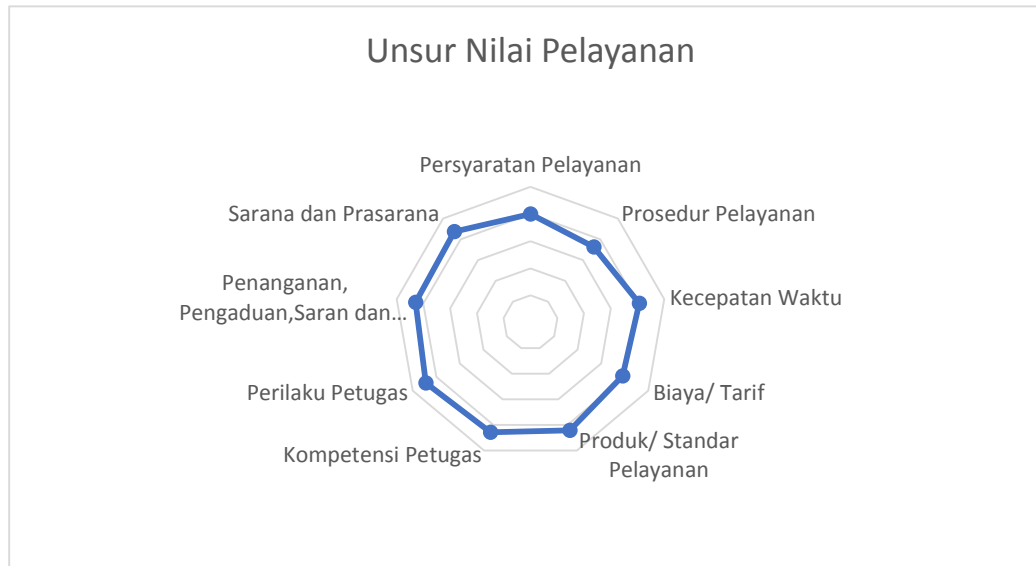 Unsur Nilai Pelayanan
Persyaratan Pelayanan
Prosedur Pelayanan
Kecepatan Waktu
Biaya/ Tarif
Produk/ Standar
Pelayanan
Kompetensi Petugas
Perilaku Petugas
Penanganan,
Pengaduan,Saran dan...
Sarana dan Prasarana